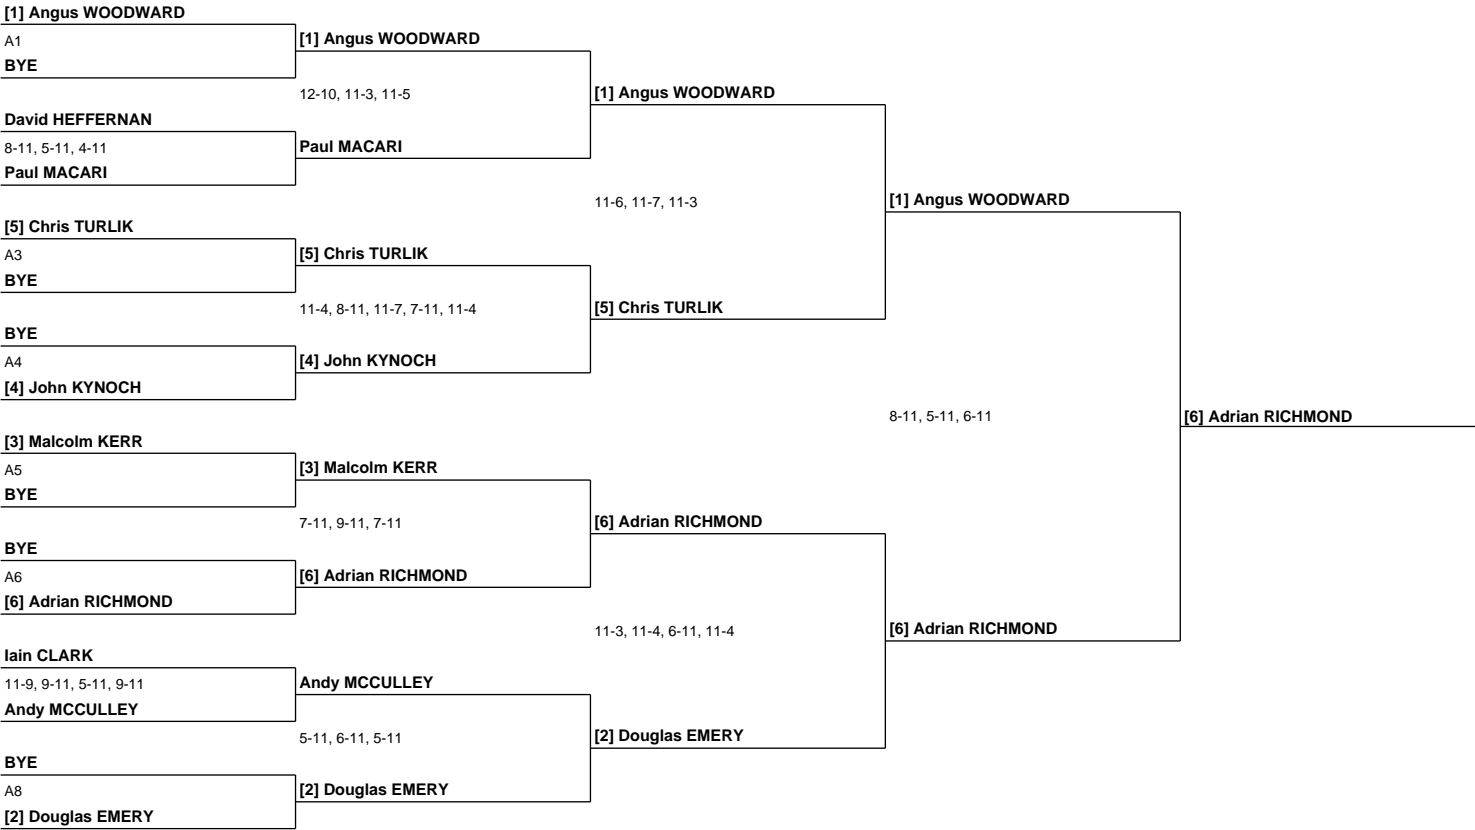 [1] Angus WOODWARD
A1
BYE
David HEFFERNAN
8-11, 5-11, 4-11
Paul MACARI
[5] Chris TURLIK
A3
BYE
BYE
A4
[4] John KYNOCH
[3] Malcolm KERR
A5
BYE
BYE
A6
[6] Adrian RICHMOND
Iain CLARK
11-9, 9-11, 5-11, 9-11
Andy MCCULLEY
BYE
A8
[2] Douglas EMERY
[1] Angus WOODWARD
12-10, 11-3, 11-5
Paul MACARI
[5] Chris TURLIK
11-4, 8-11, 11-7, 7-11, 11-4
[4] John KYNOCH
[3] Malcolm KERR
7-11, 9-11, 7-11
[6] Adrian RICHMOND
Andy MCCULLEY
5-11, 6-11, 5-11
[2] Douglas EMERY
[1] Angus WOODWARD
11-6, 11-7, 11-3
[5] Chris TURLIK
[6] Adrian RICHMOND
11-3, 11-4, 6-11, 11-4
[2] Douglas EMERY
[1] Angus WOODWARD
8-11, 5-11, 6-11
[6] Adrian RICHMOND
[6] Adrian RICHMOND